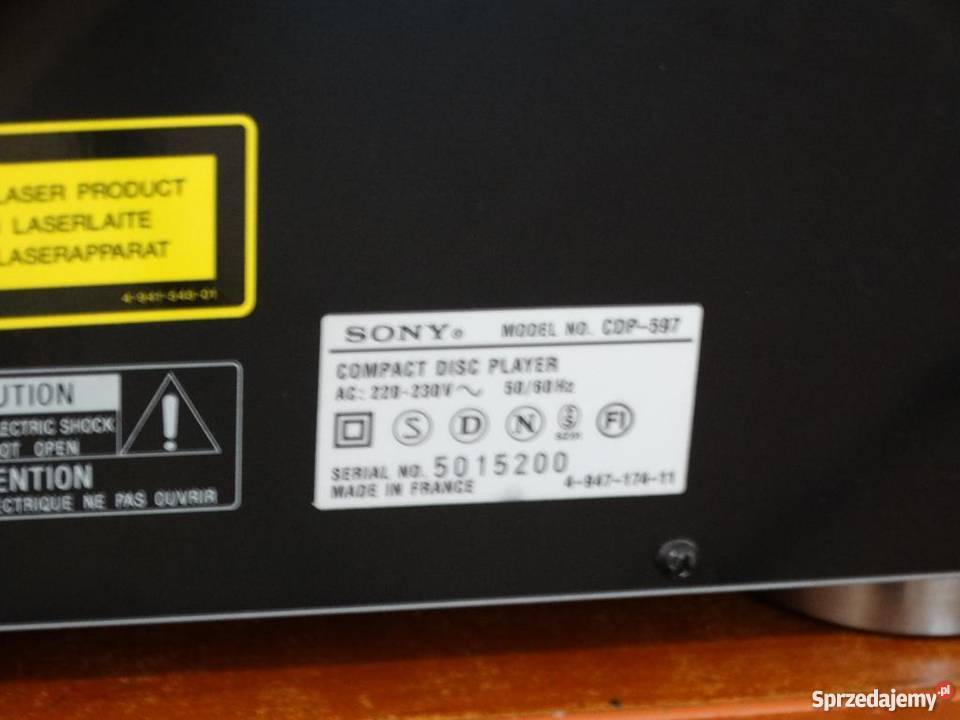 LASER PRODUCT
LASERLAITE
LASERAPPARAT
4-941-549-01
UTION
ECTRIC SHOCK
OT OPEN
ENTION
CTRIQUE NE PAS OUVRIR
SONY® MODEL NO. CDP-597
COMPACT DISC PLAYER
AC: 220-230V~ 50/60Hz
S D N FI
SERIAL NO. 5015200
MADE IN FRANCE 4-947-174-11
Sprzedajemy.pl